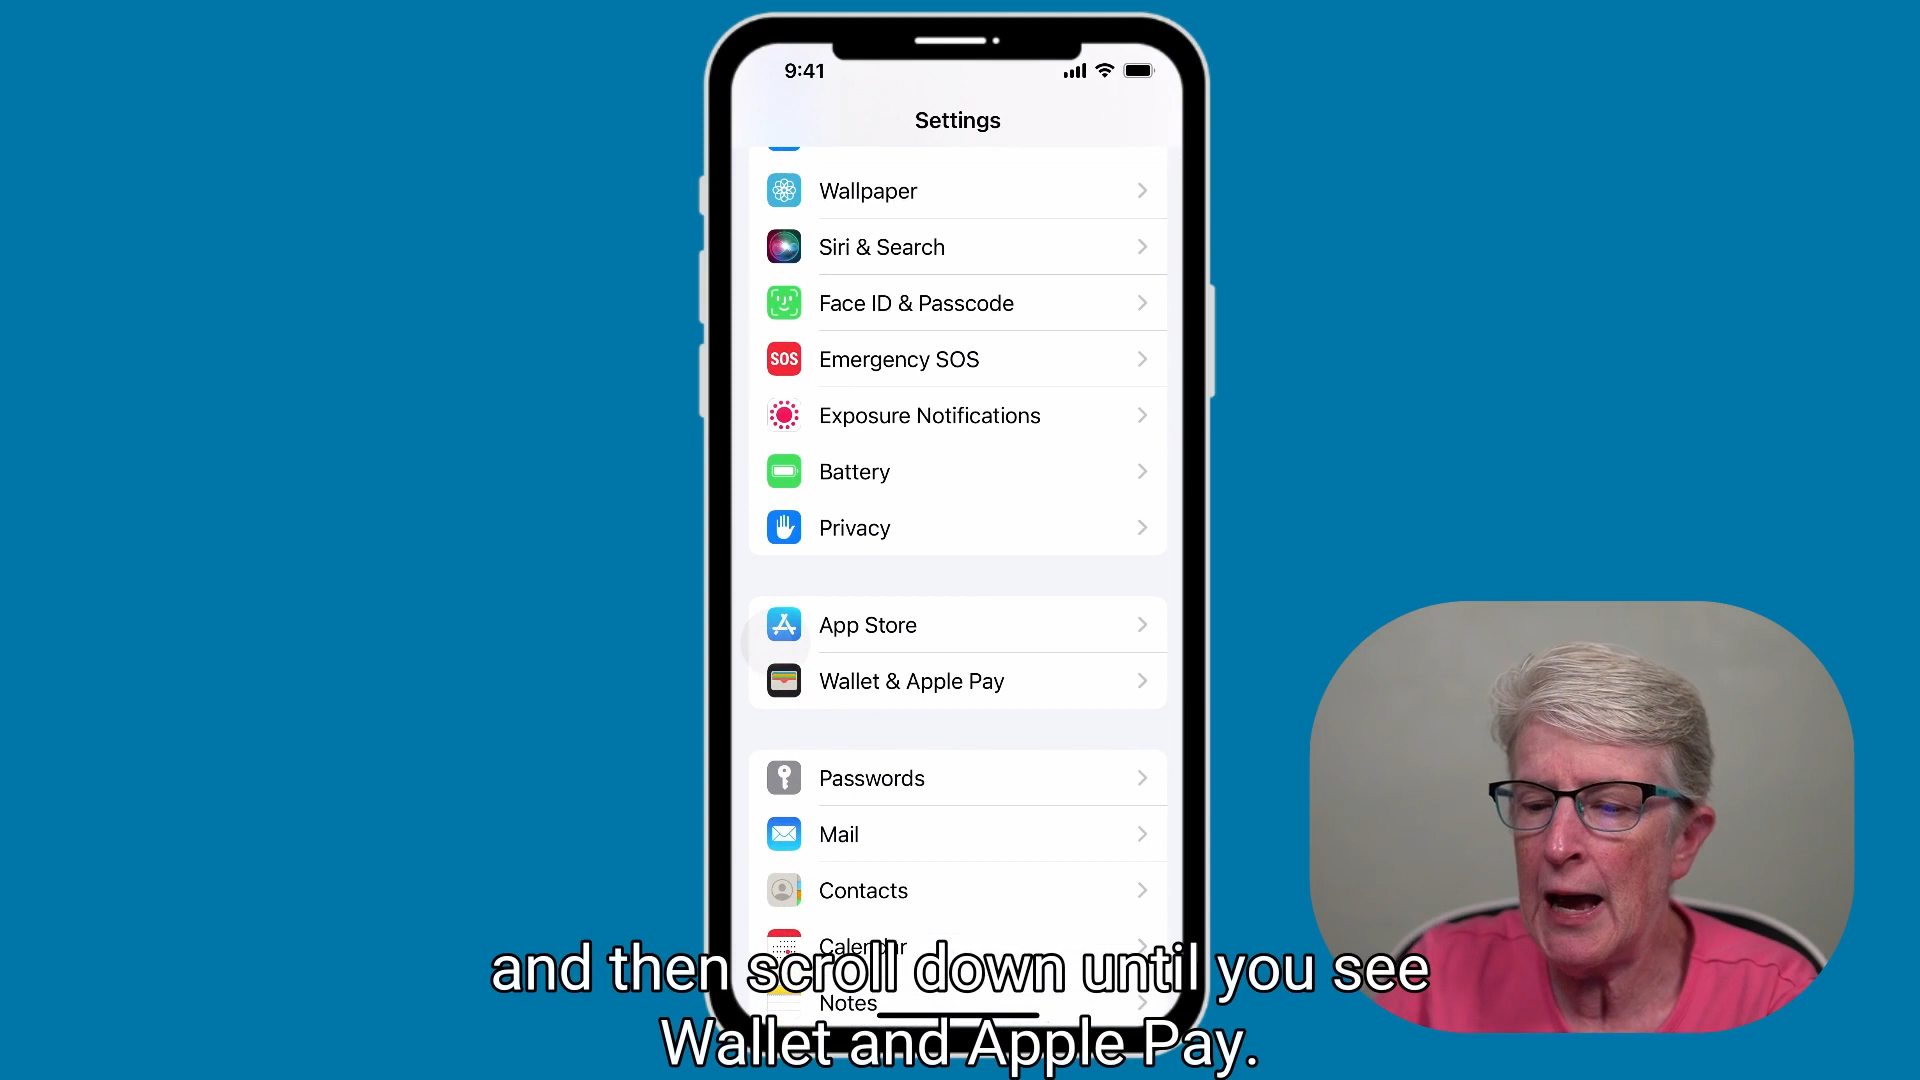 9:41
Settings
Wallpaper
Siri & Search
Face ID & Passcode
SOS
Emergency SOS
Exposure Notifications
Battery
Privacy
App Store
Wallet & Apple Pay
Passwords
Mail
Contacts
Calendar
Notes
and then scroll down until you see
Wallet and Apple Pay.